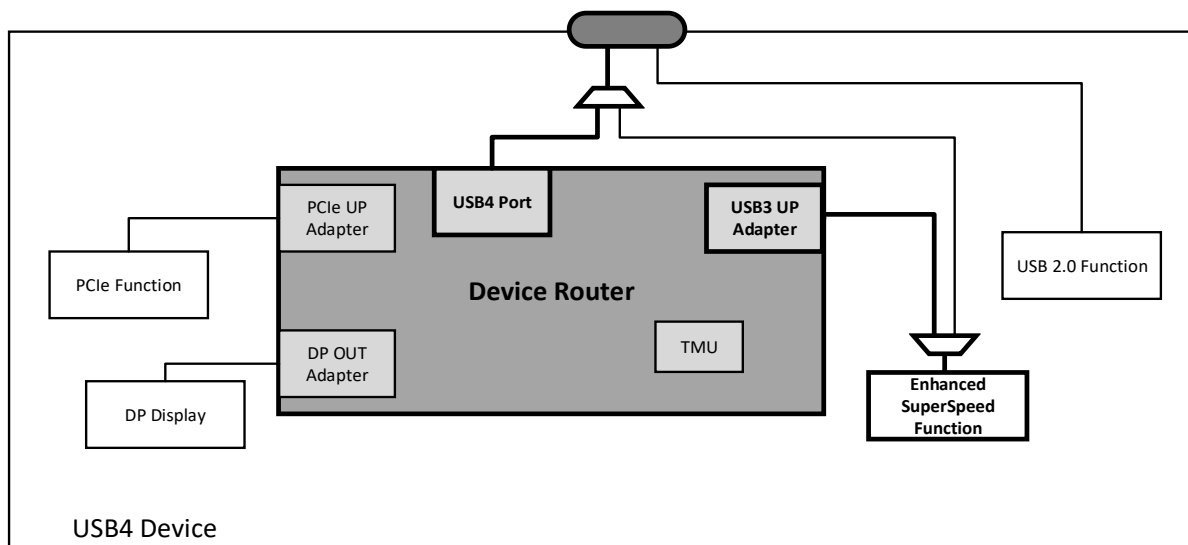 PCIe UP
Adapter
USB4 Port
USB3 UP
Adapter
USB 2.0 Function
PCIe Function
Device Router
DP OUT
Adapter
TMU
DP Display
Enhanced
SuperSpeed
Function
USB4 Device